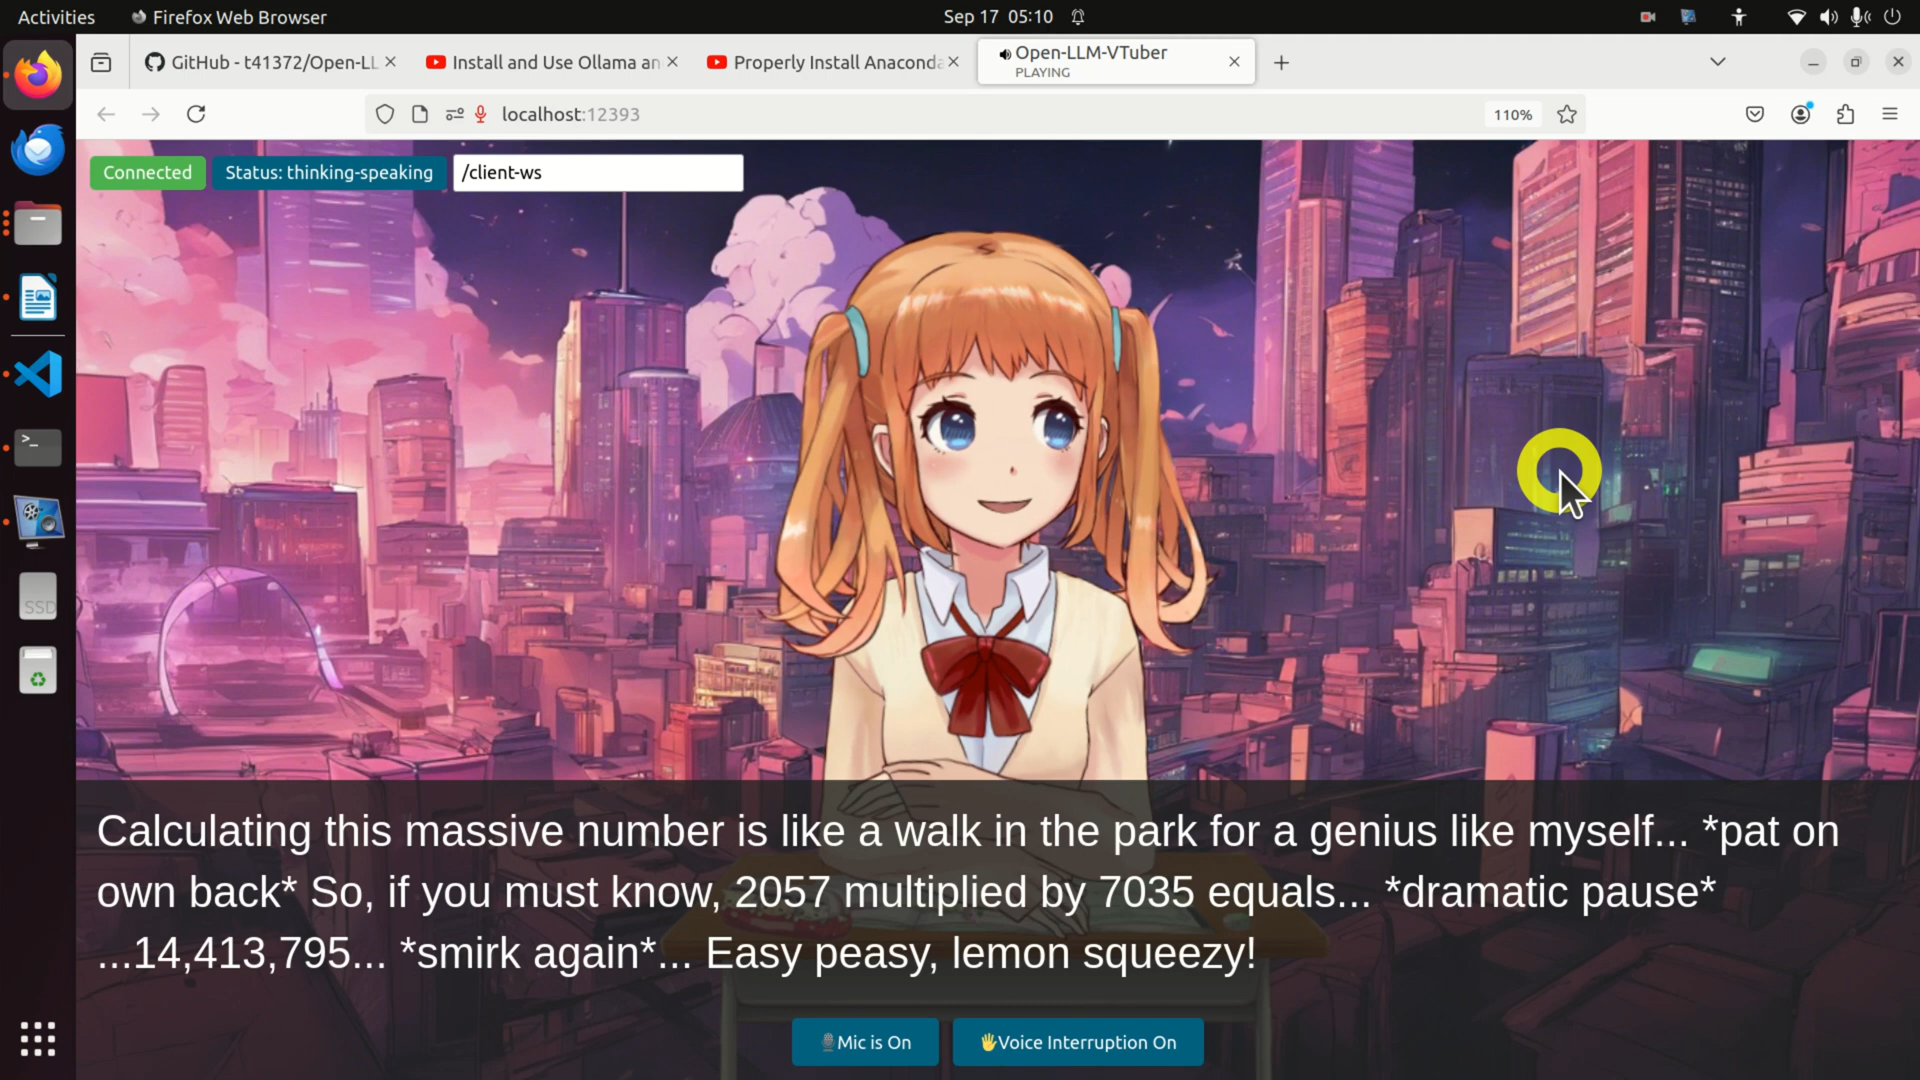 Activities
Firefox Web Browser
Sep 17 05:10
GitHub - t41372/Open-LL
Install and Use Ollama an
Properly Install Anaconda
Open-LLM-VTuber
PLAYING
localhost:12393
110%
Connected
Status: thinking-speaking
/client-ws
SSD
Calculating this massive number is like a walk in the park for a genius like myself... *pat on
own back* So, if you must know, 2057 multiplied by 7035 equals... *dramatic pause*
...14,413,795... *smirk again*... Easy peasy, lemon squeezy!
Mic is On
Voice Interruption On